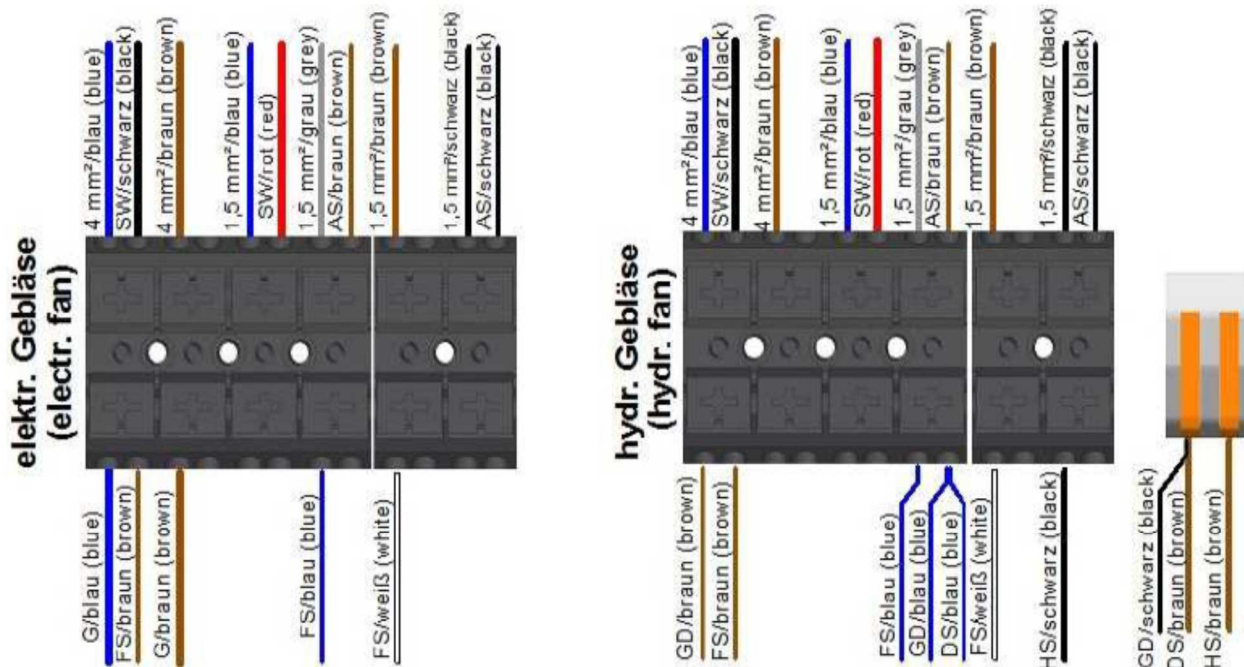 elektr. Gebläse
(electr. fan)
4 mm²/blau (blue)
SW/schwarz (black)
4 mm²/braun (brown)
1,5 mm²/blau (blue)
SW/rot (red)
1,5 mm²/grau (grey)
AS/braun (brown)
1,5 mm²/braun (brown)
1,5 mm²/schwarz (black)
AS/schwarz (black)
G/blau (blue)
FS/braun (brown)
G/braun (brown)
FS/blau (blue)
FS/weiß (white)
hydr. Gebläse
(hydr. fan)
4 mm²/blau (blue)
SW/schwarz (black)
4 mm²/braun (brown)
1,5 mm²/blau (blue)
SW/rot (red)
1,5 mm²/grau (grey)
AS/braun (brown)
1,5 mm²/braun (brown)
1,5 mm²/schwarz (black)
AS/schwarz (black)
GD/braun (brown)
FS/braun (brown)
FS/blau (blue)
GD/blau (blue)
DS/blau (blue)
FS/weiß (white)
HS/schwarz (black)
GD/schwarz (black)
DS/braun (brown)
HS/braun (brown)